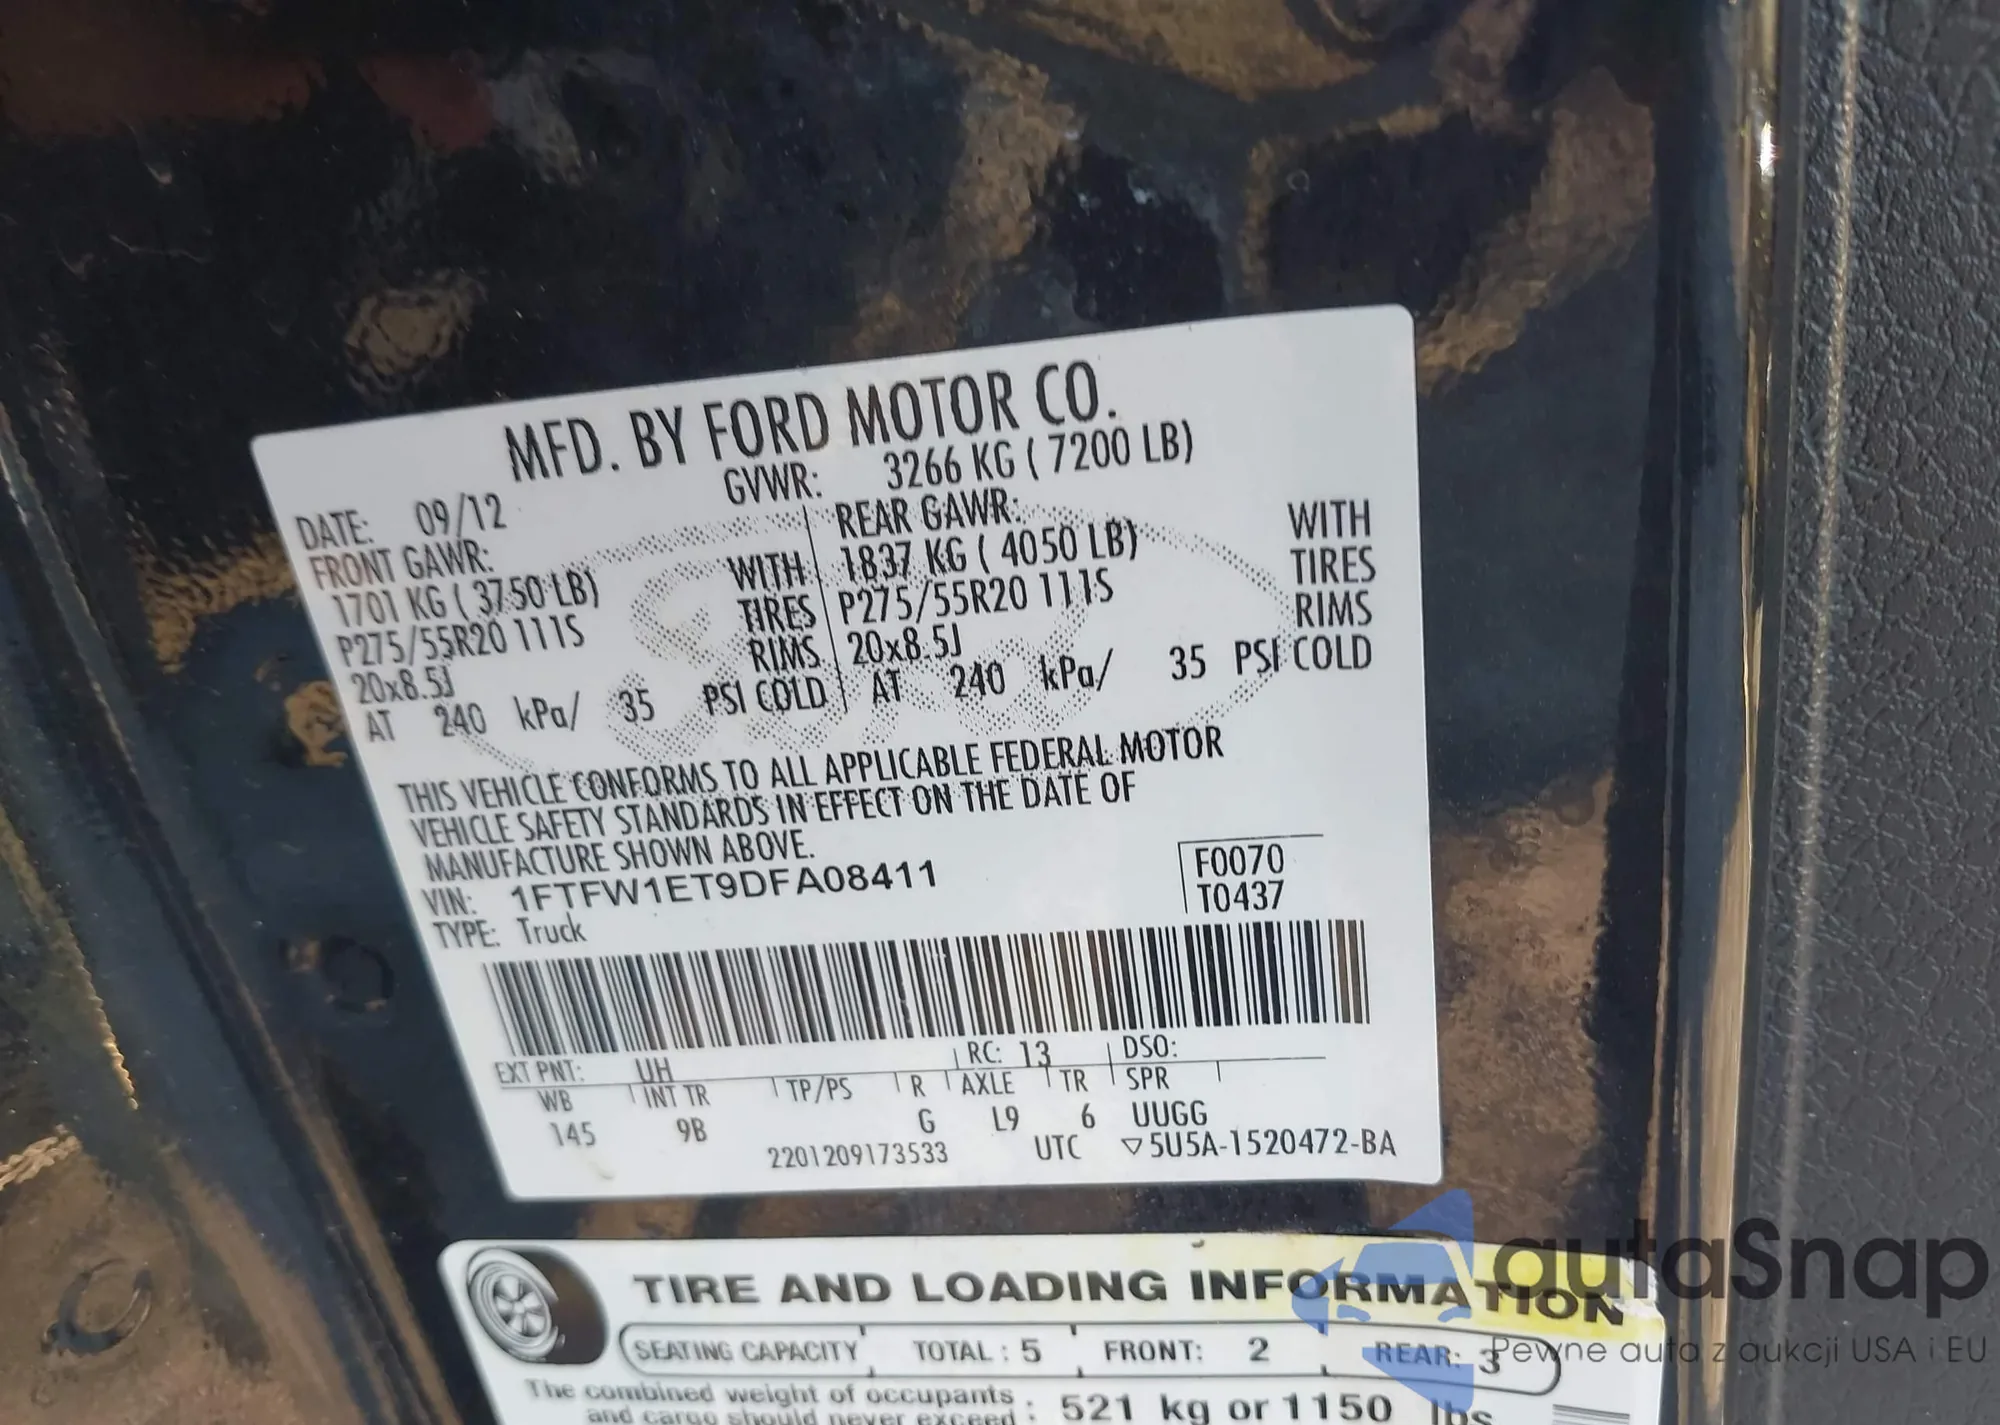 MFD. BY FORD MOTOR CO.
DATE: 09/12 GVWR: 3266 KG ( 7200 LB)
FRONT GAWR: REAR GAWR:
1701 KG ( 3750 LB) WITH 1837 KG ( 4050 LB) WITH
P275/55R20 111S TIRES P275/55R20 111S TIRES
20x8.5J RIMS 20x8.5J RIMS
AT 240 kPa/ 35 PSI COLD AT 240 kPa/ 35 PSI COLD
THIS VEHICLE CONFORMS TO ALL APPLICABLE FEDERAL MOTOR
VEHICLE SAFETY STANDARDS IN EFFECT ON THE DATE OF
MANUFACTURE SHOWN ABOVE.
VIN: 1FTFW1ET9DFA08411 F0070
TYPE: Truck T0437
EXT PNT: UH RC: 13 DSO:
WB INT TR TP/PS R AXLE TR SPR
145 9B G L9 6 UUGG
2201209173533 UTC ▽5U5A-1520472-BA
TIRE AND LOADING INFORMATION
SEATING CAPACITY TOTAL : 5 FRONT: 2 REAR: 3
The combined weight of occupants
and cargo should never exceed : 521 kg or 1150 lbs
autaSnap
Pewne auta z aukcji USA i EU